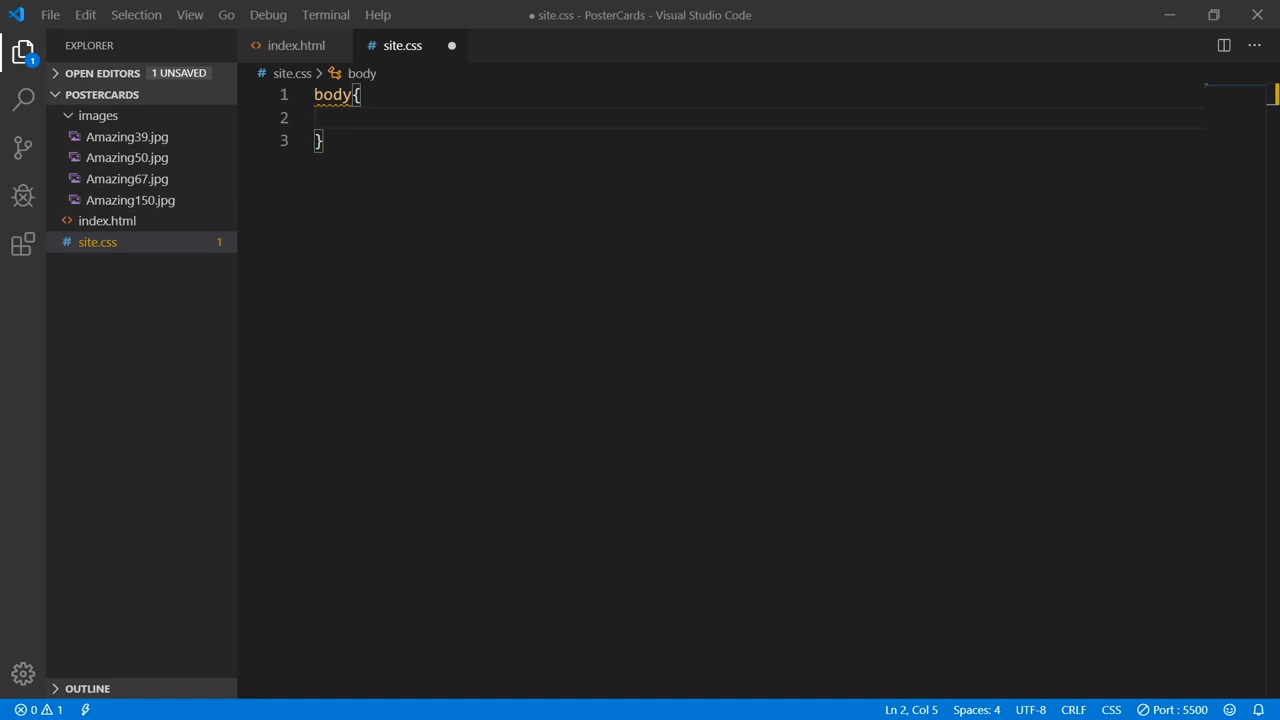 File Edit Selection View Go Debug Terminal Help ● site.css - PosterCards - Visual Studio Code
EXPLORER
index.html # site.css ●
OPEN EDITORS 1 UNSAVED
# site.css > body
POSTERCARDS
1 body{
images
2
Amazing39.jpg
3 }
Amazing50.jpg
Amazing67.jpg
Amazing150.jpg
<> index.html
# site.css 1
1
OUTLINE
0 1 Ln 2, Col 5 Spaces: 4 UTF-8 CRLF CSS Port : 5500